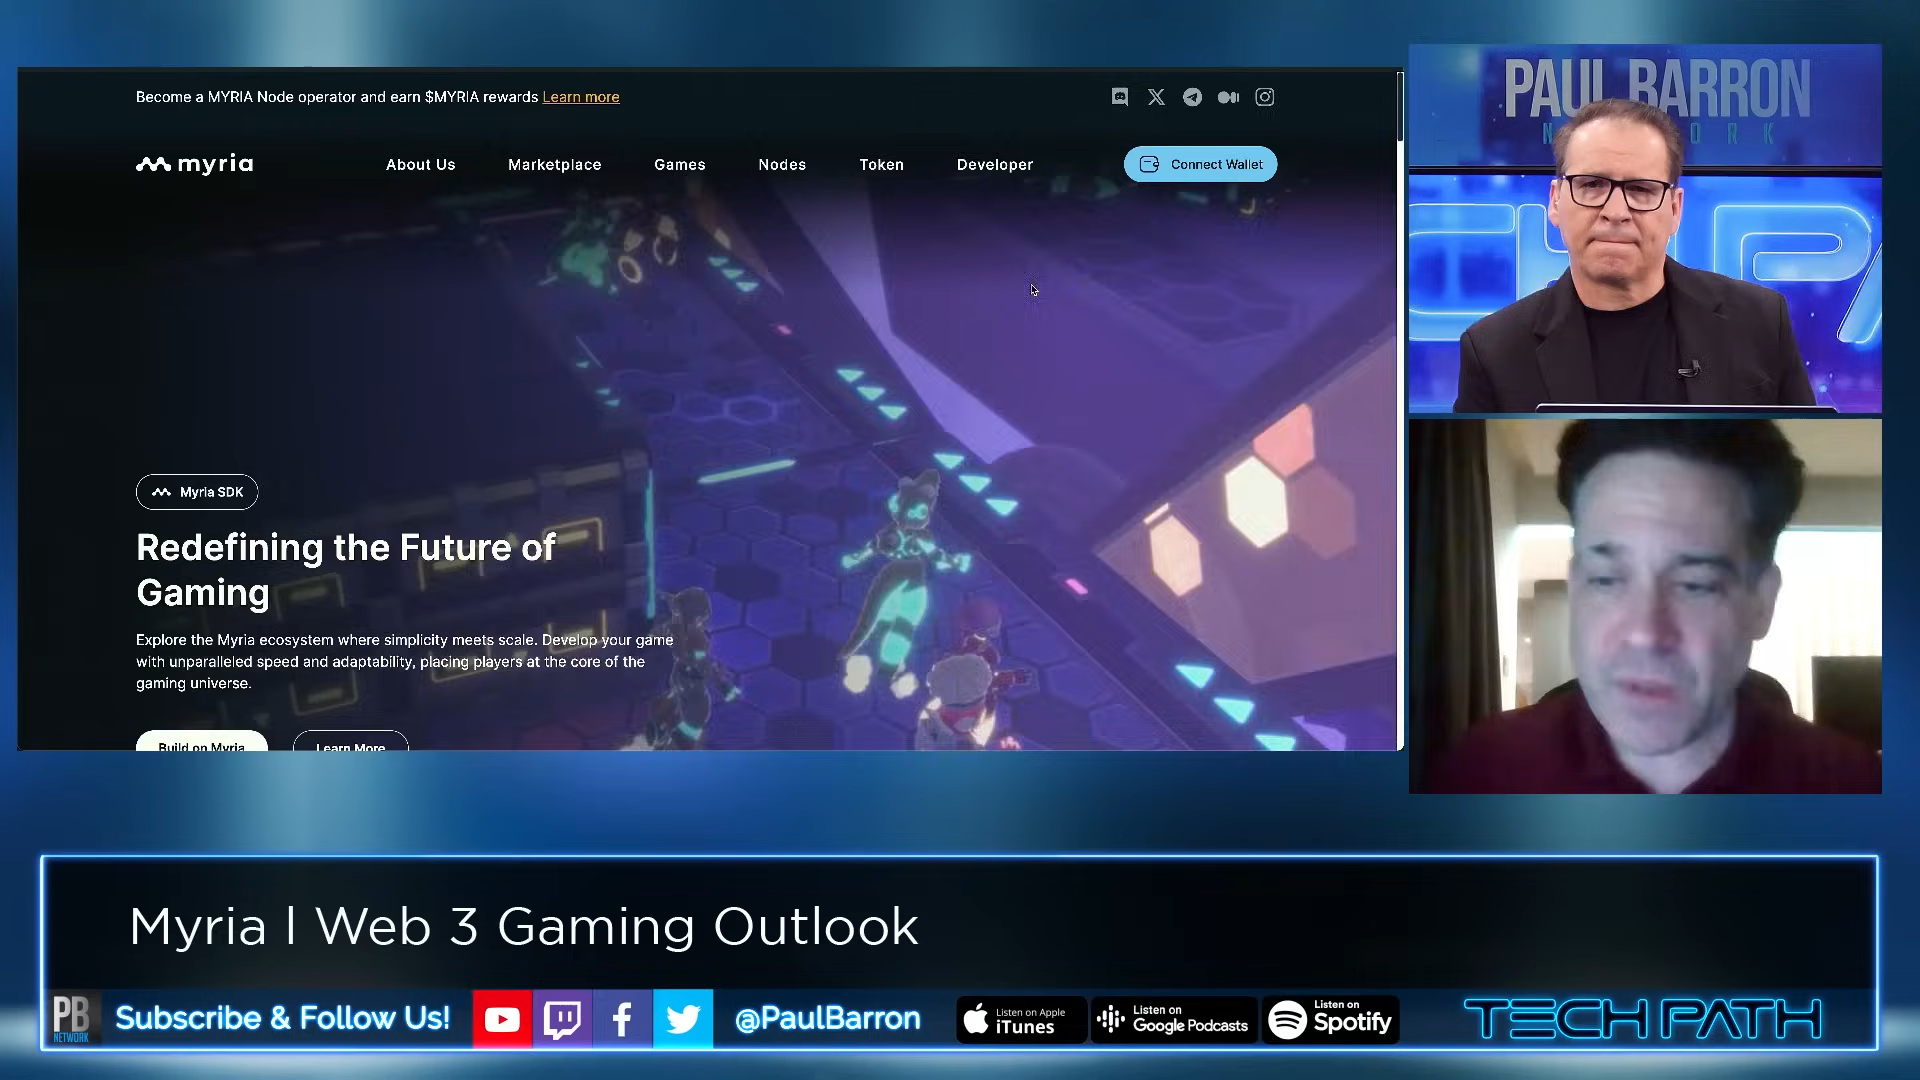 Become a MYRIA Node operator and earn $MYRIA rewards Learn more
myria
About Us
Marketplace
Games
Nodes
Token
Developer
Connect Wallet
Myria SDK
Redefining the Future of
Gaming
Explore the Myria ecosystem where simplicity meets scale. Develop your game
with unparalleled speed and adaptability, placing players at the core of the
gaming universe.
Build on Myria
Learn More
PAUL BARRON
Myria | Web 3 Gaming Outlook
PB
NETWORK
Subscribe & Follow Us!
@PaulBarron
Listen on Apple
iTunes
Listen on
Google Podcasts
Listen on
Spotify
TECH PATH